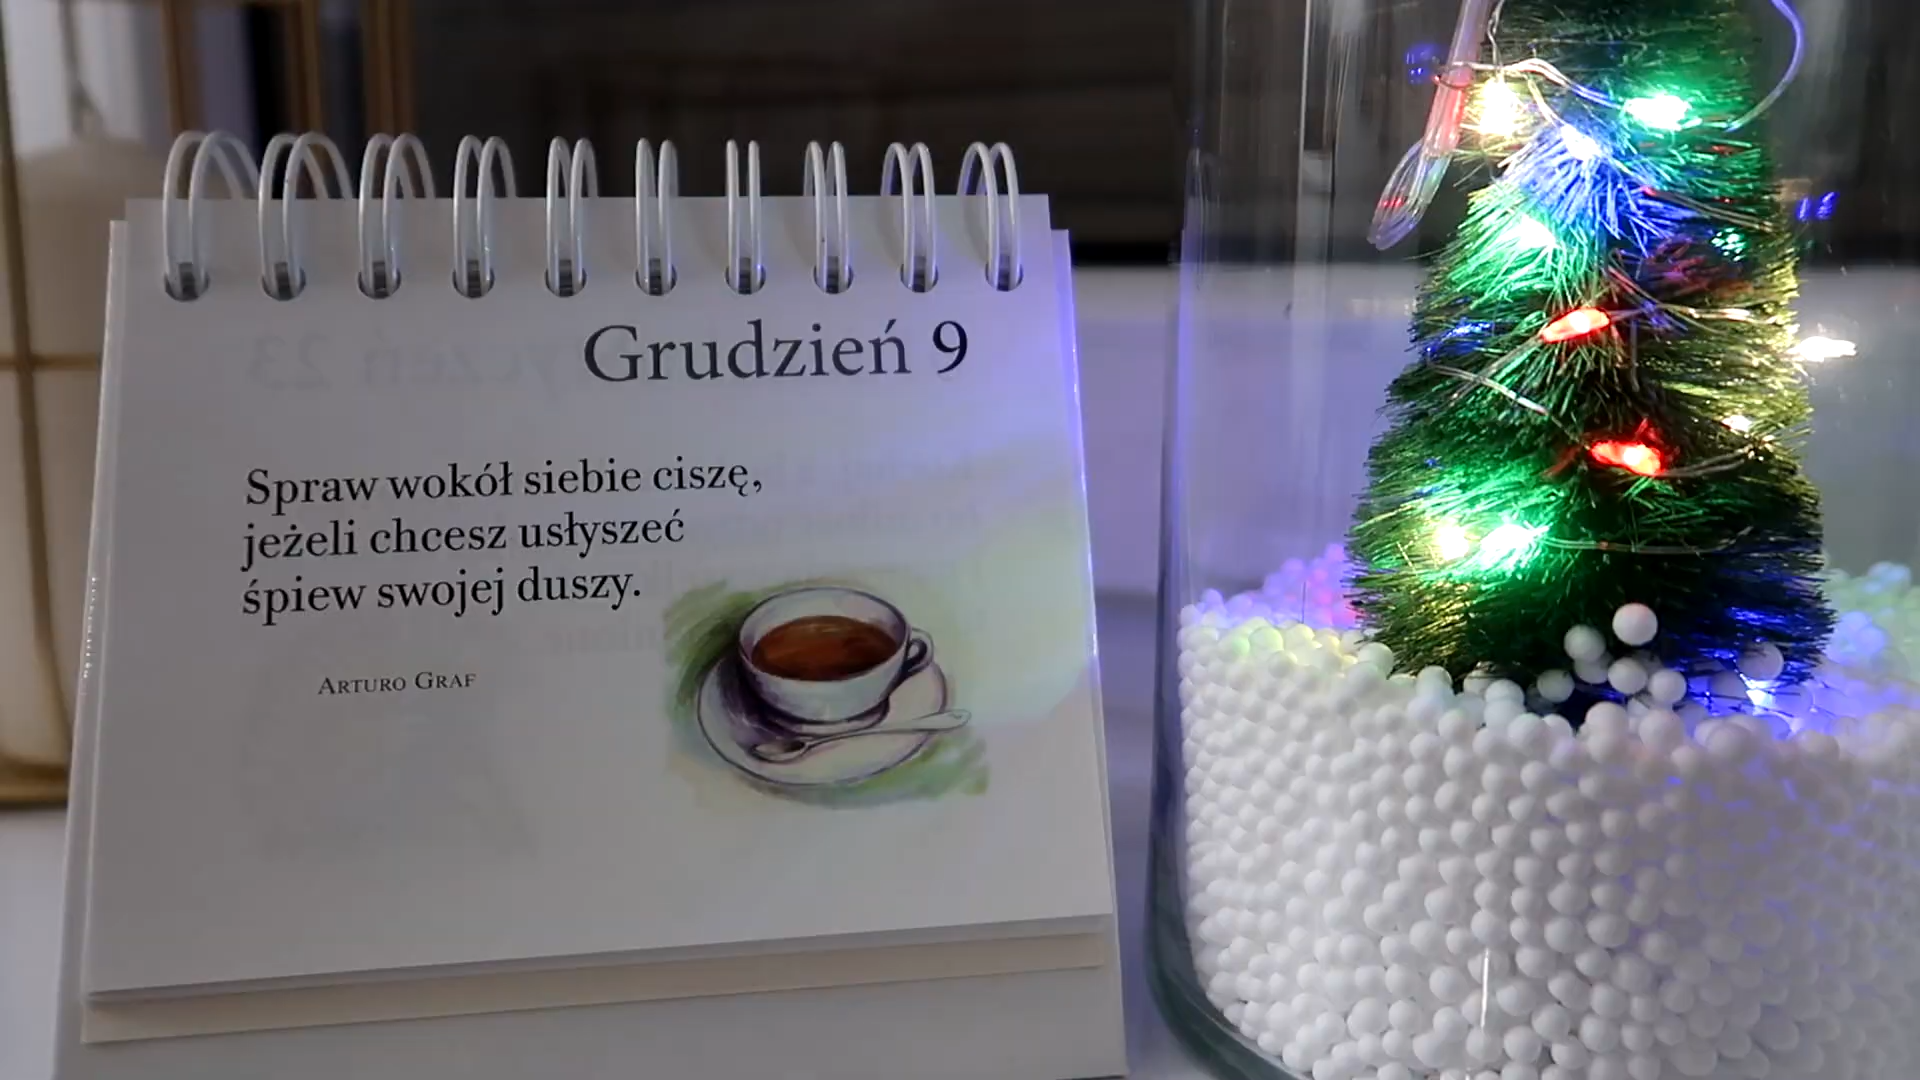 Grudzień 9
Spraw wokół siebie ciszę,
jeżeli chcesz usłyszeć
śpiew swojej duszy.
Arturo Graf